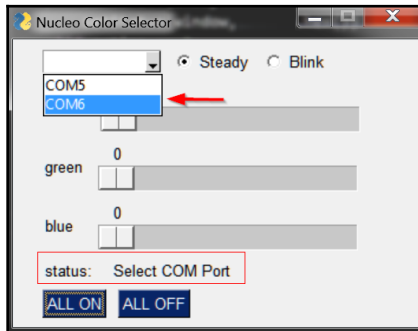 Nucleo Color Selector
Steady Blink
COM5
COM6
0
green
0
blue
status: Select COM Port
ALL ON ALL OFF